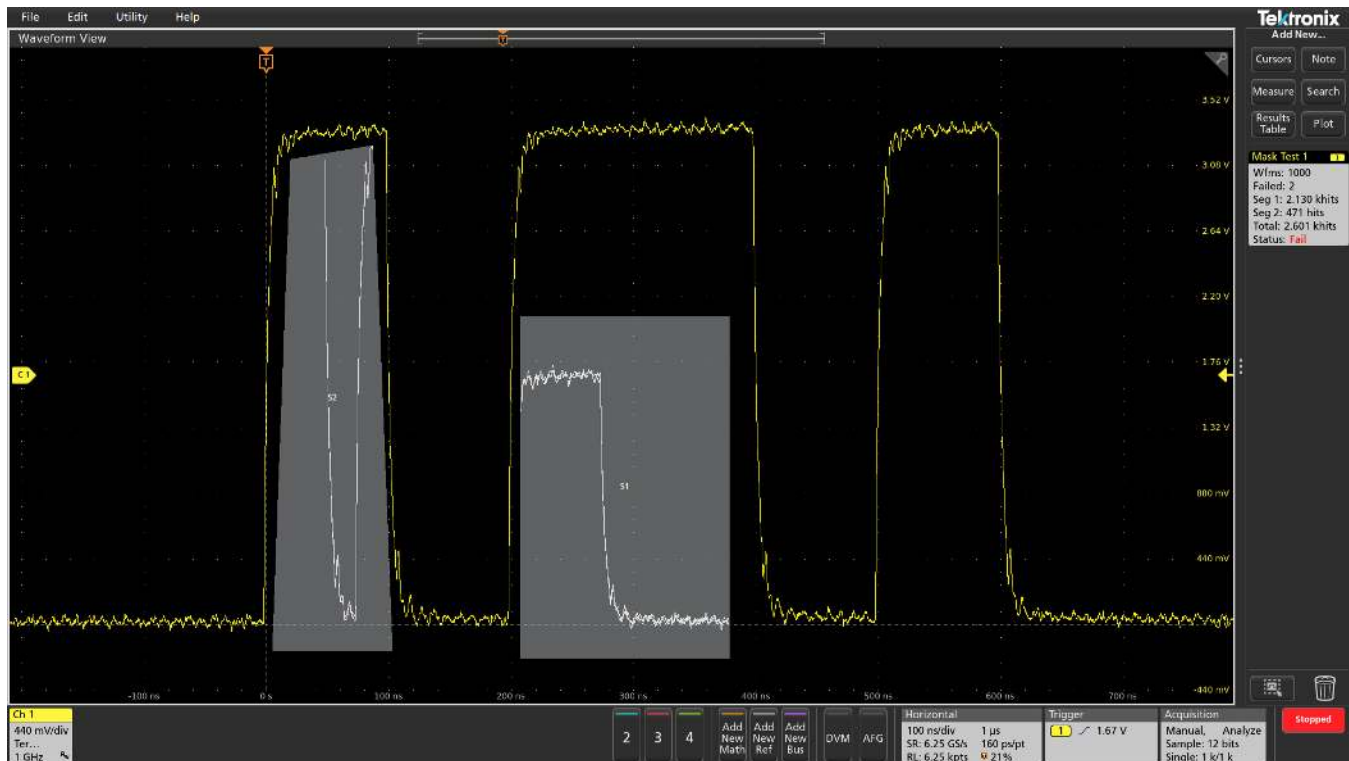 File Edit Utility Help
Tektronix
Waveform View
Add New...
T
T
Cursors Note
Measure Search
Results Table Plot
3.52 V
3.08 V
2.64 V
2.20 V
1.76 V
1.32 V
880 mV
440 mV
0 V
-440 mV
Mask Test 1 1
Wfms: 1000
Failed: 2
Seg 1: 2.130 khits
Seg 2: 471 hits
Total: 2.601 khits
Status: Fail
C1
S2
S1
-100 ns 0 s 100 ns 200 ns 300 ns 400 ns 500 ns 600 ns 700 ns
Ch 1
440 mV/div
Ter...
1 GHz
2 3 4
Add New Math
Add New Ref
Add New Bus
DVM AFG
Horizontal
100 ns/div 1 µs
SR: 6.25 GS/s 160 ps/pt
RL: 6.25 kpts 21%
Trigger
1 1.67 V
Acquisition
Manual, Analyze
Sample: 12 bits
Single: 1 k/1 k
Stopped